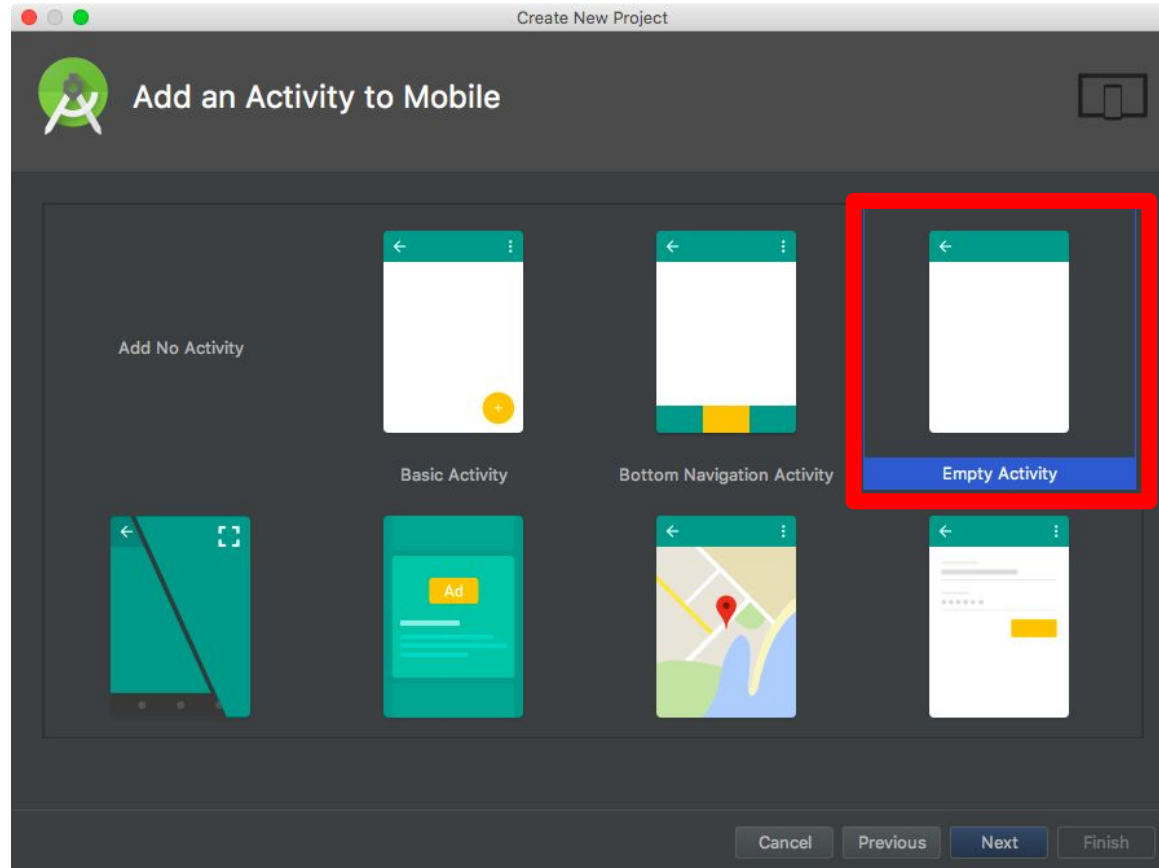 Create New Project
Add an Activity to Mobile
Add No Activity
Basic Activity
Bottom Navigation Activity
Empty Activity
Ad
Cancel
Previous
Next
Finish